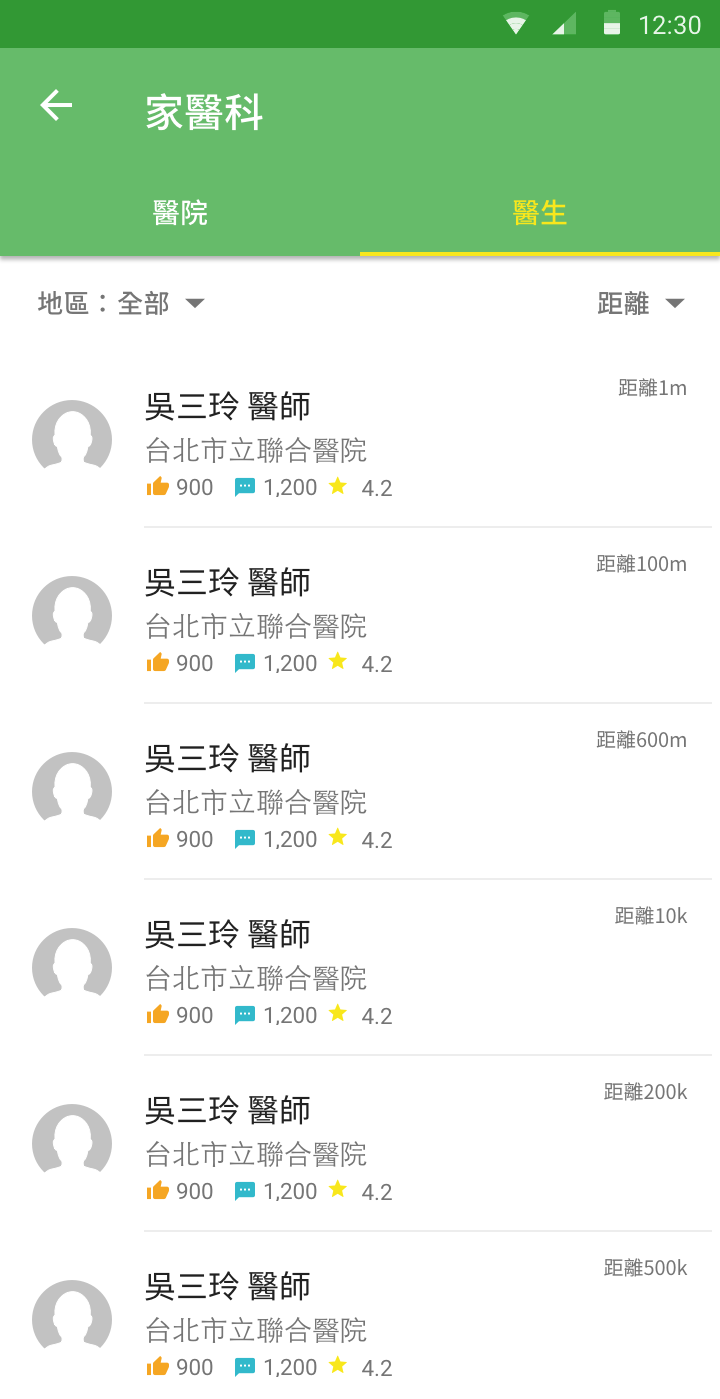 12:30
家醫科
醫院
醫生
地區：全部
距離
吳三玲 醫師
距離1m
台北市立聯合醫院
900 1,200 4.2
吳三玲 醫師
距離100m
台北市立聯合醫院
900 1,200 4.2
吳三玲 醫師
距離600m
台北市立聯合醫院
900 1,200 4.2
吳三玲 醫師
距離10k
台北市立聯合醫院
900 1,200 4.2
吳三玲 醫師
距離200k
台北市立聯合醫院
900 1,200 4.2
吳三玲 醫師
距離500k
台北市立聯合醫院
900 1,200 4.2